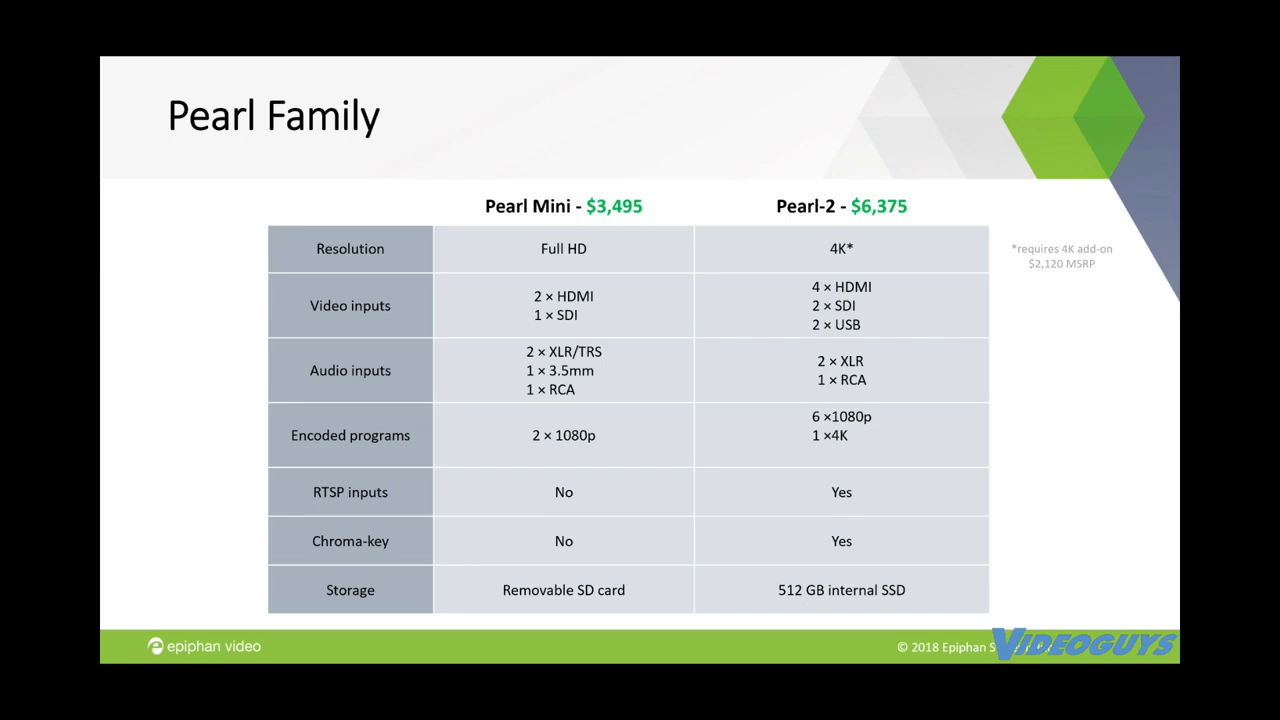 Pearl Family
Pearl Mini - $3,495
Pearl-2 - $6,375
Resolution
Full HD
4K*
*requires 4K add-on
$2,120 MSRP
Video inputs
2 × HDMI
1 × SDI
4 × HDMI
2 × SDI
2 × USB
Audio inputs
2 × XLR/TRS
1 × 3.5mm
1 × RCA
2 × XLR
1 × RCA
Encoded programs
2 × 1080p
6 ×1080p
1 ×4K
RTSP inputs
No
Yes
Chroma-key
No
Yes
Storage
Removable SD card
512 GB internal SSD
epiphan video
© 2018 Epiphan
VIDEOGUYS